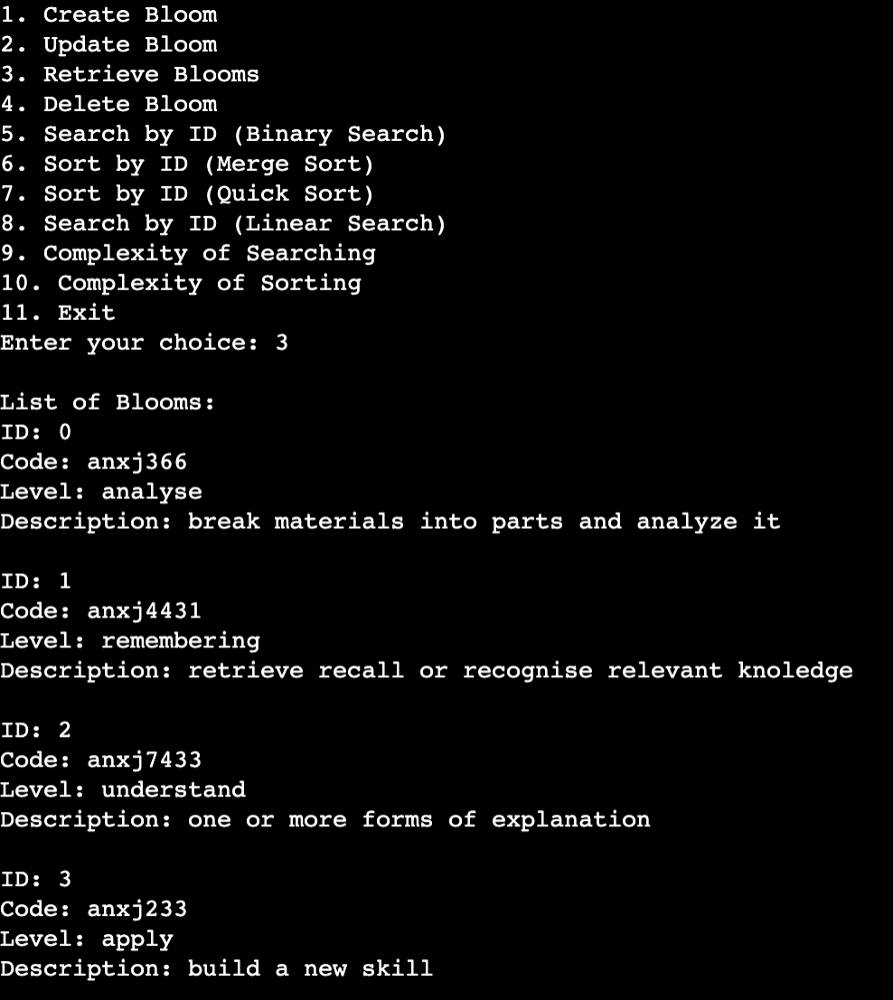 1. Create Bloom
2. Update Bloom
3. Retrieve Blooms
4. Delete Bloom
5. Search by ID (Binary Search)
6. Sort by ID (Merge Sort)
7. Sort by ID (Quick Sort)
8. Search by ID (Linear Search)
9. Complexity of Searching
10. Complexity of Sorting
11. Exit
Enter your choice: 3
List of Blooms:
ID: 0
Code: anxj366
Level: analyse
Description: break materials into parts and analyze it
ID: 1
Code: anxj4431
Level: remembering
Description: retrieve recall or recognise relevant knoledge
ID: 2
Code: anxj7433
Level: understand
Description: one or more forms of explanation
ID: 3
Code: anxj233
Level: apply
Description: build a new skill